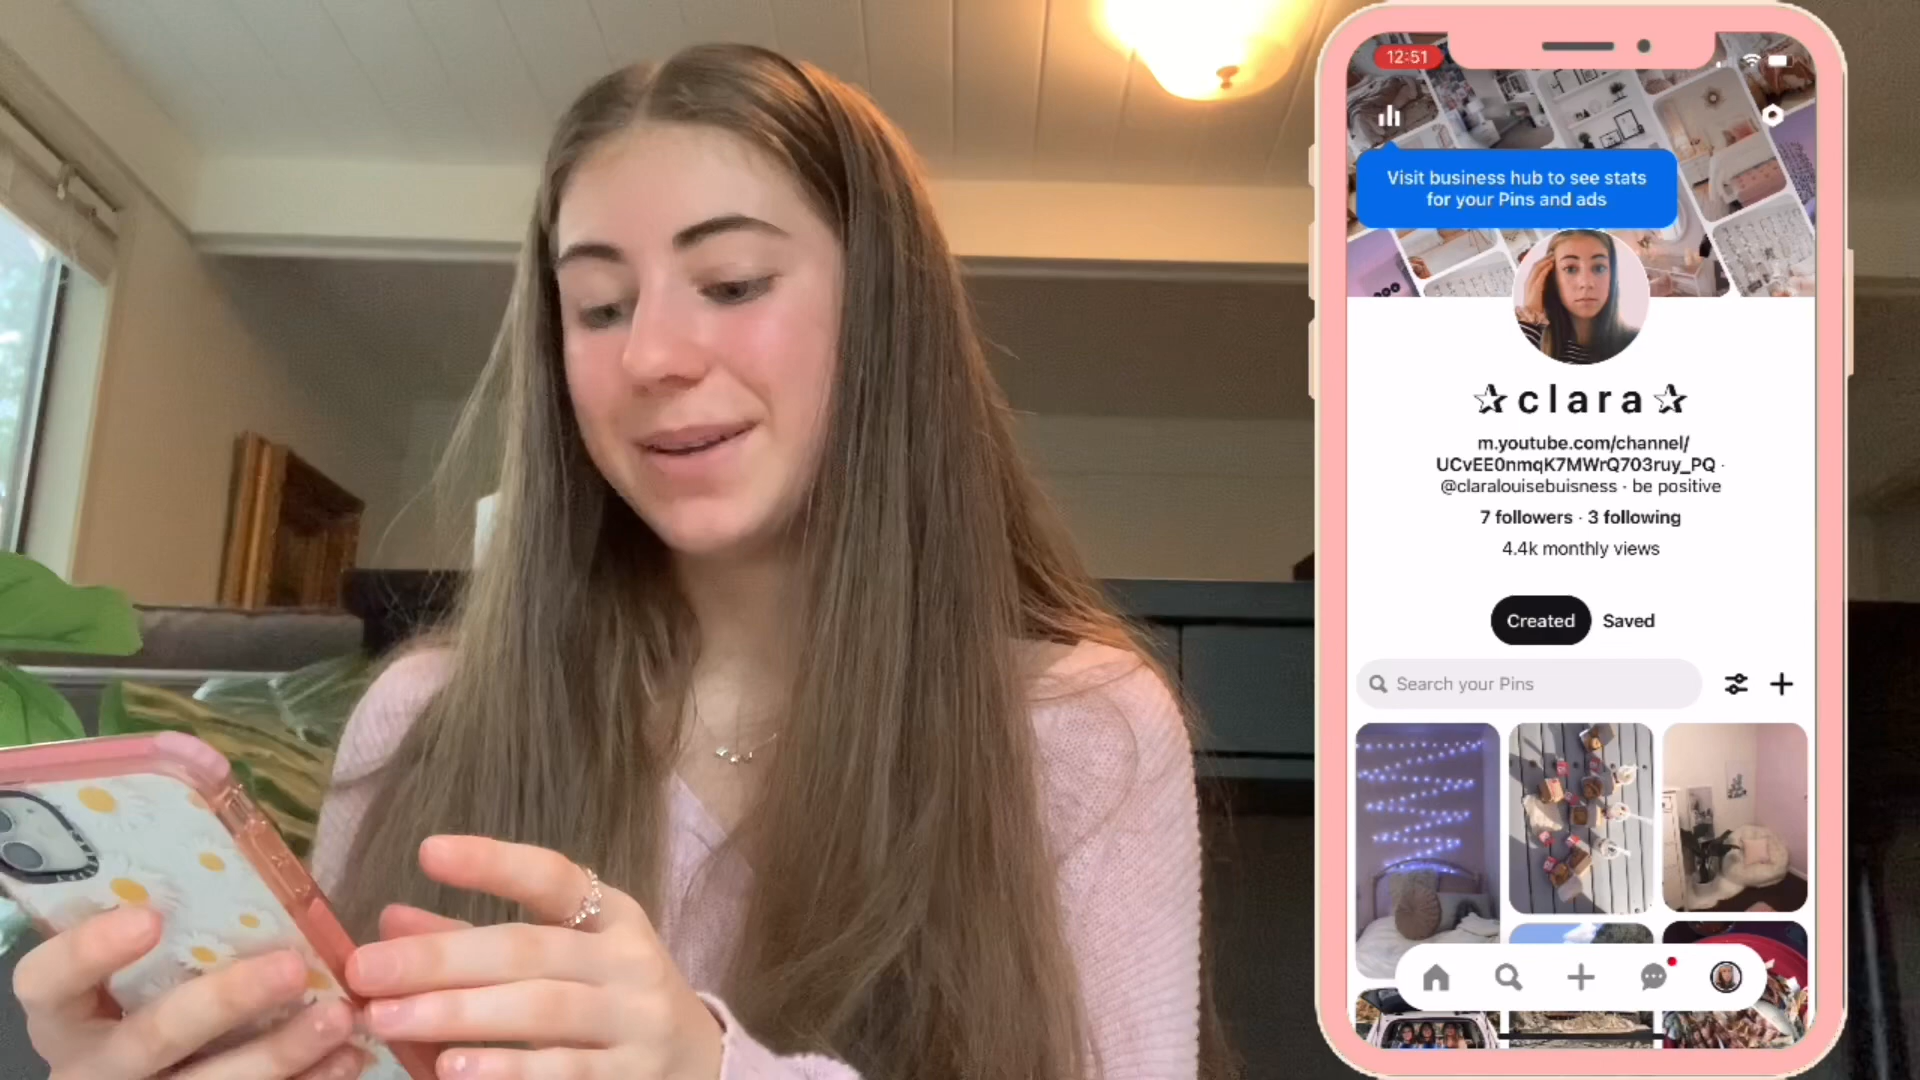 12:51
Visit business hub to see stats
for your Pins and ads
☆ c l a r a ☆
m.youtube.com/channel/
UCvEE0nmqK7MWrQ703ruy_PQ ·
@claralouisebuisness · be positive
7 followers · 3 following
4.4k monthly views
Created Saved
Search your Pins